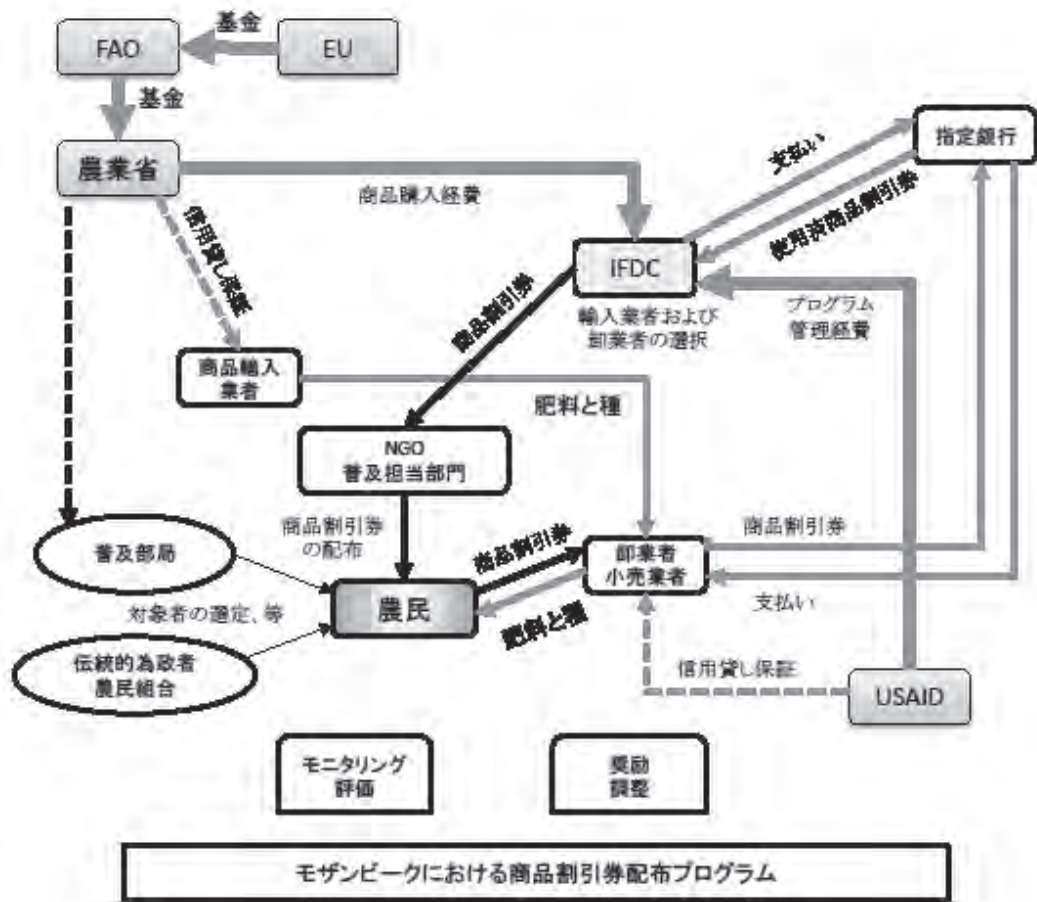 基金
FAO
EU
基金
農業省
指定銀行
支払い
商品購入経費
使用済商品割引券
信用貸し保証
IFDC
輸入業者および
卸業者の選択
プログラム
管理経費
商品割引券
商品輸入
業者
肥料と種
NGO
普及担当部門
商品割引券
の配布
商品割引券
卸業者
小売業者
商品割引券
普及部局
農民
肥料と種
対象者の選定、等
支払い
伝統的為政者
農民組合
信用貸し保証
USAID
モニタリング
評価
奨励
調整
モザンビークにおける商品割引券配布プログラム